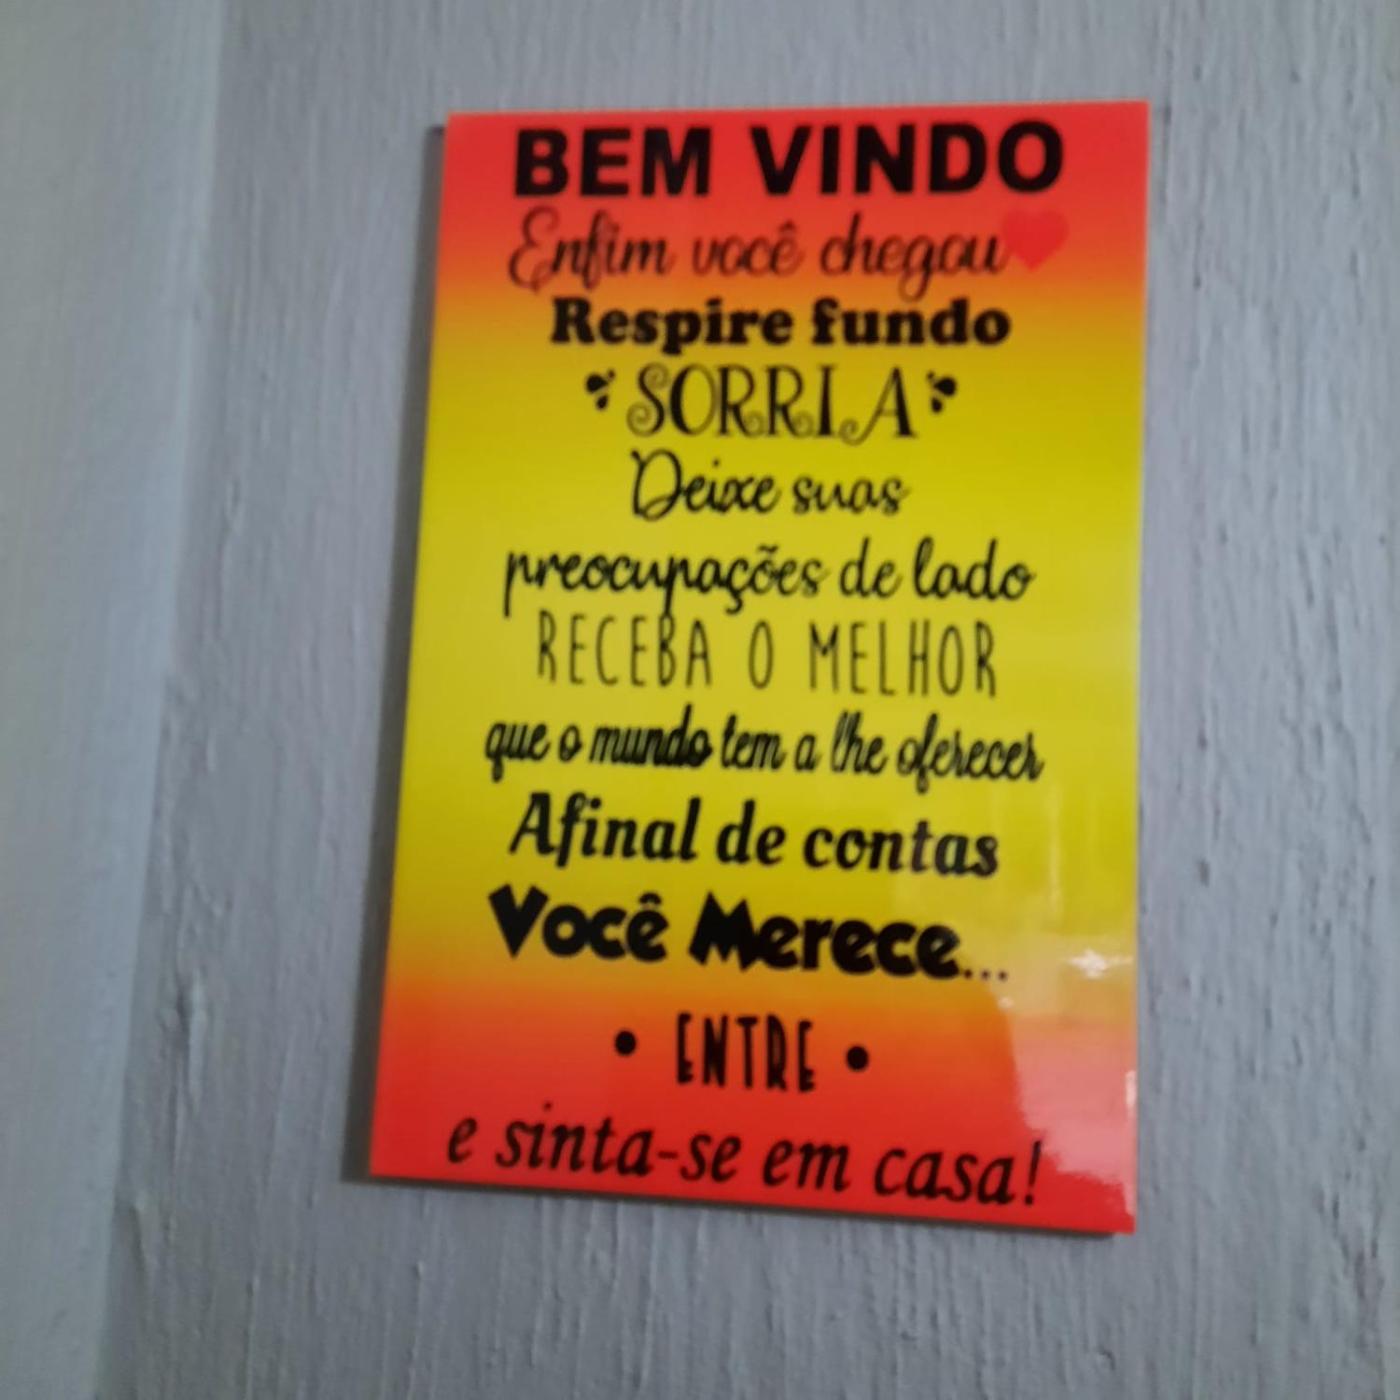 BEM VINDO
Enfim você chegou
Respire fundo
SORRIA
Deixe suas
preocupações de lado
RECEBA O MELHOR
que o mundo tem a lhe oferecer
Afinal de contas
Você Merece...
• ENTRE •
e sinta-se em casa!